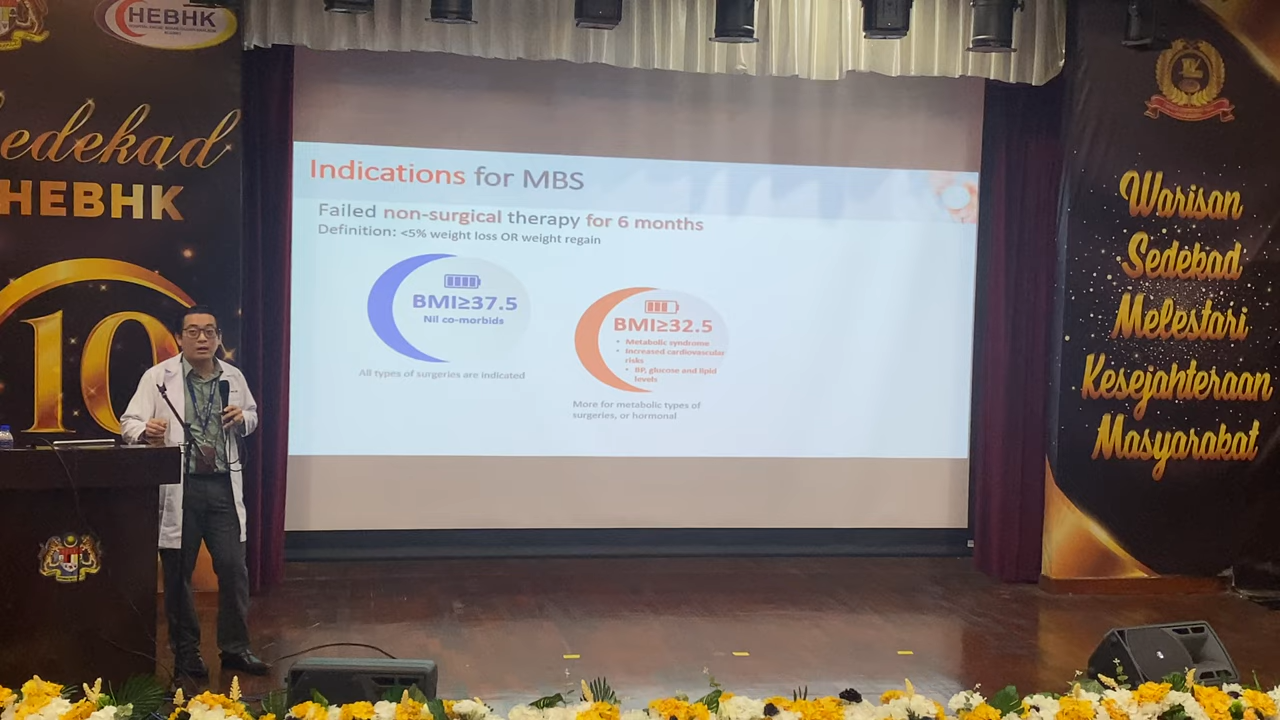 HEBHK
Sedekad
HEBHK
10
Indications for MBS
Failed non-surgical therapy for 6 months
Definition: <5% weight loss OR weight regain
BMI≥37.5
Nil co-morbids
All types of surgeries are indicated
BMI≥32.5
• Metabolic syndrome
• Increased cardiovascular
risks
• BP, glucose and lipid
levels
More for metabolic types of
surgeries, or hormonal
Warisan
Sedekad
Melestari
Kesejahteraan
Masyarakat